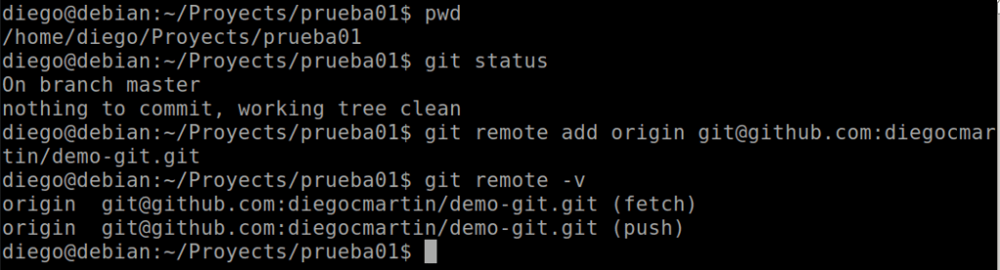 diego@debian:~/Proyects/prueba01$ pwd
/home/diego/Proyects/prueba01
diego@debian:~/Proyects/prueba01$ git status
On branch master
nothing to commit, working tree clean
diego@debian:~/Proyects/prueba01$ git remote add origin git@github.com:diegocmar
tin/demo-git.git
diego@debian:~/Proyects/prueba01$ git remote -v
origin  git@github.com:diegocmartin/demo-git.git (fetch)
origin  git@github.com:diegocmartin/demo-git.git (push)
diego@debian:~/Proyects/prueba01$